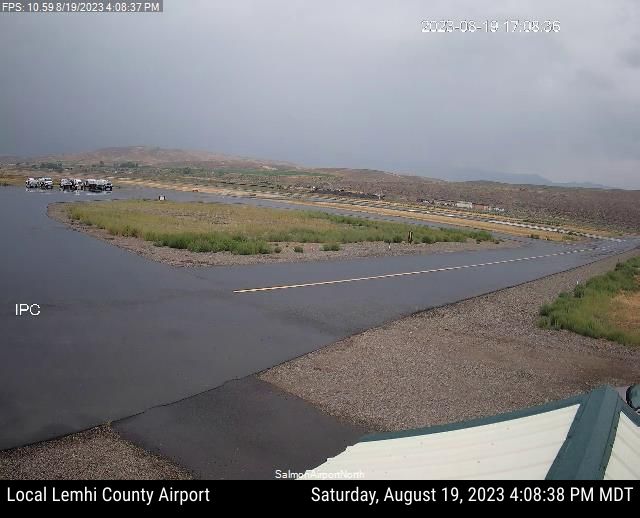 FPS: 10.59 8/19/2023 4:08:37 PM
2023-08-19 17:08:36
IPC
SalmonAirportNorth
Local Lemhi County Airport
Saturday, August 19, 2023 4:08:38 PM MDT